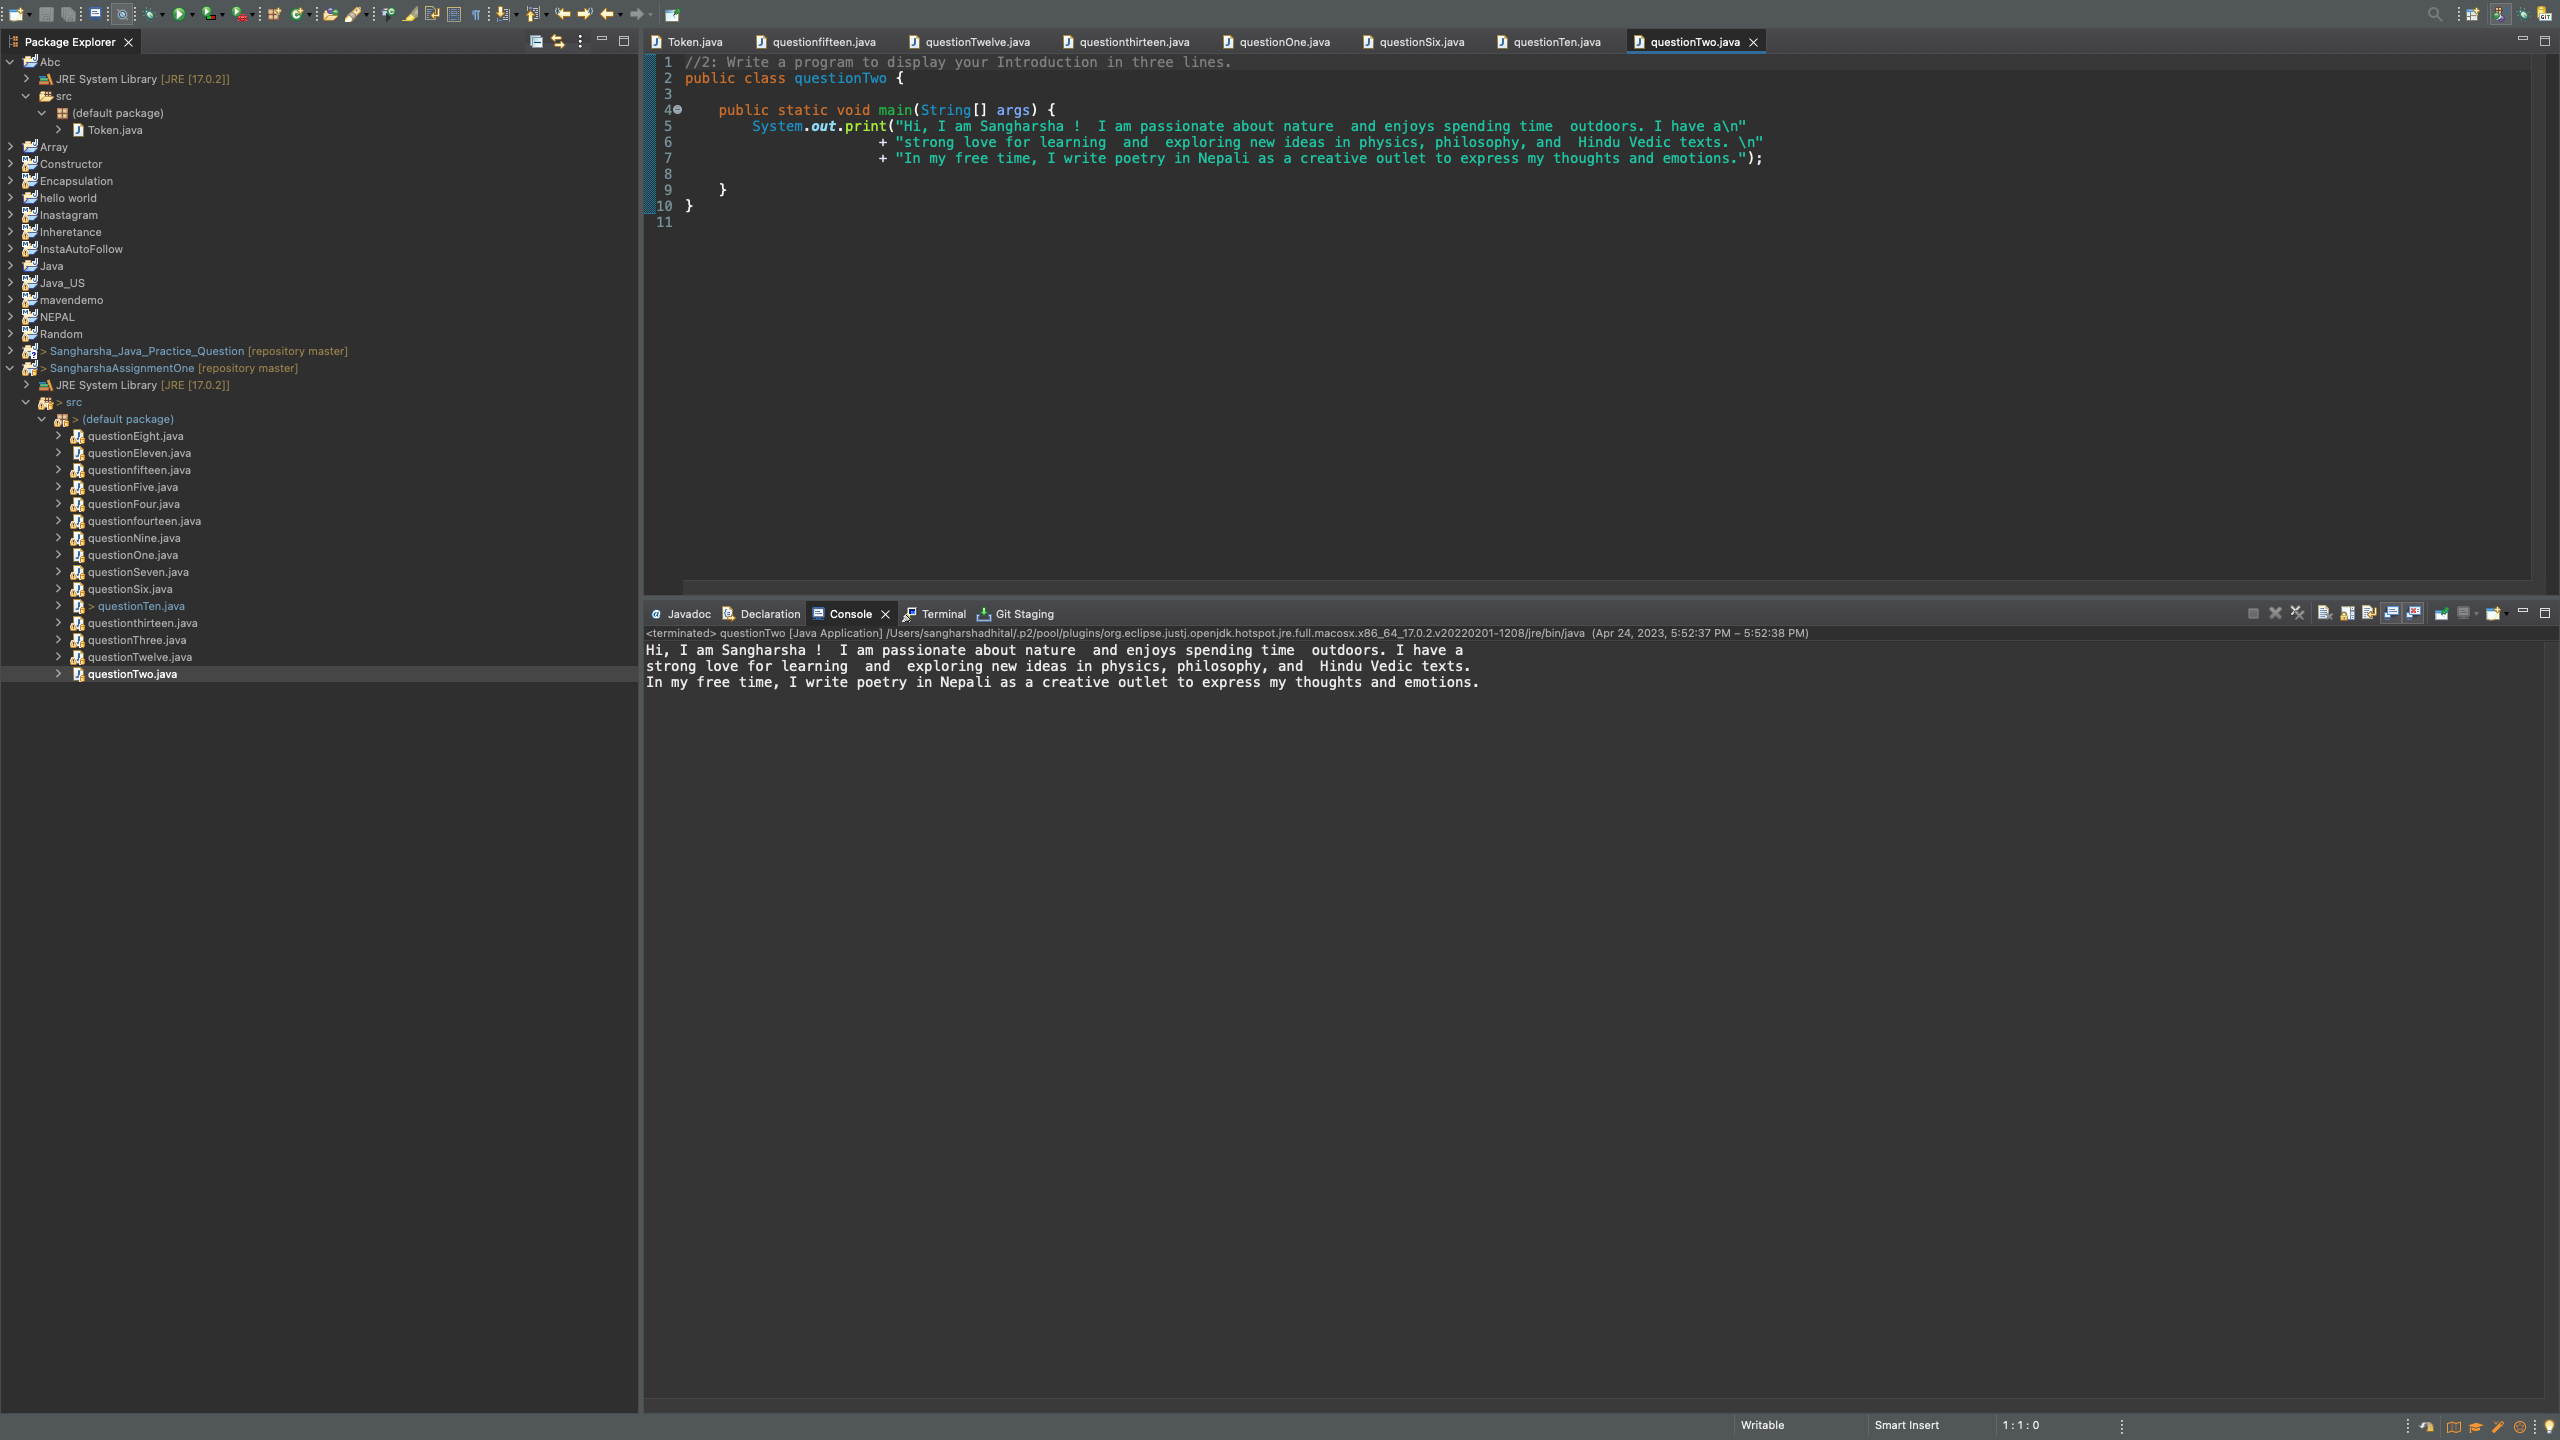 Package Explorer
Abc
JRE System Library [JRE [17.0.2]]
src
(default package)
Token.java
Array
Constructor
Encapsulation
hello world
Inastagram
Inheretance
InstaAutoFollow
Java
Java_US
mavendemo
NEPAL
Random
> Sangharsha_Java_Practice_Question [repository master]
> SangharshaAssignmentOne [repository master]
JRE System Library [JRE [17.0.2]]
> src
> (default package)
questionEight.java
questionEleven.java
questionfifteen.java
questionFive.java
questionFour.java
questionfourteen.java
questionNine.java
questionOne.java
questionSeven.java
questionSix.java
> questionTen.java
questionthirteen.java
questionThree.java
questionTwelve.java
questionTwo.java
Token.java questionfifteen.java questionTwelve.java questionthirteen.java questionOne.java questionSix.java questionTen.java questionTwo.java
1 //2: Write a program to display your Introduction in three lines.
2 public class questionTwo {
3
4 public static void main(String[] args) {
5 System.out.print("Hi, I am Sangharsha !  I am passionate about nature  and enjoys spending time  outdoors. I have a\n"
6 + "strong love for learning  and  exploring new ideas in physics, philosophy, and  Hindu Vedic texts. \n"
7 + "In my free time, I write poetry in Nepali as a creative outlet to express my thoughts and emotions.");
8
9 }
10 }
11
@ Javadoc Declaration Console Terminal Git Staging
<terminated> questionTwo [Java Application] /Users/sangharshadhital/.p2/pool/plugins/org.eclipse.justj.openjdk.hotspot.jre.full.macosx.x86_64_17.0.2.v20220201-1208/jre/bin/java (Apr 24, 2023, 5:52:37 PM – 5:52:38 PM)
Hi, I am Sangharsha !  I am passionate about nature  and enjoys spending time  outdoors. I have a
strong love for learning  and  exploring new ideas in physics, philosophy, and  Hindu Vedic texts.
In my free time, I write poetry in Nepali as a creative outlet to express my thoughts and emotions.
Writable Smart Insert 1 : 1 : 0